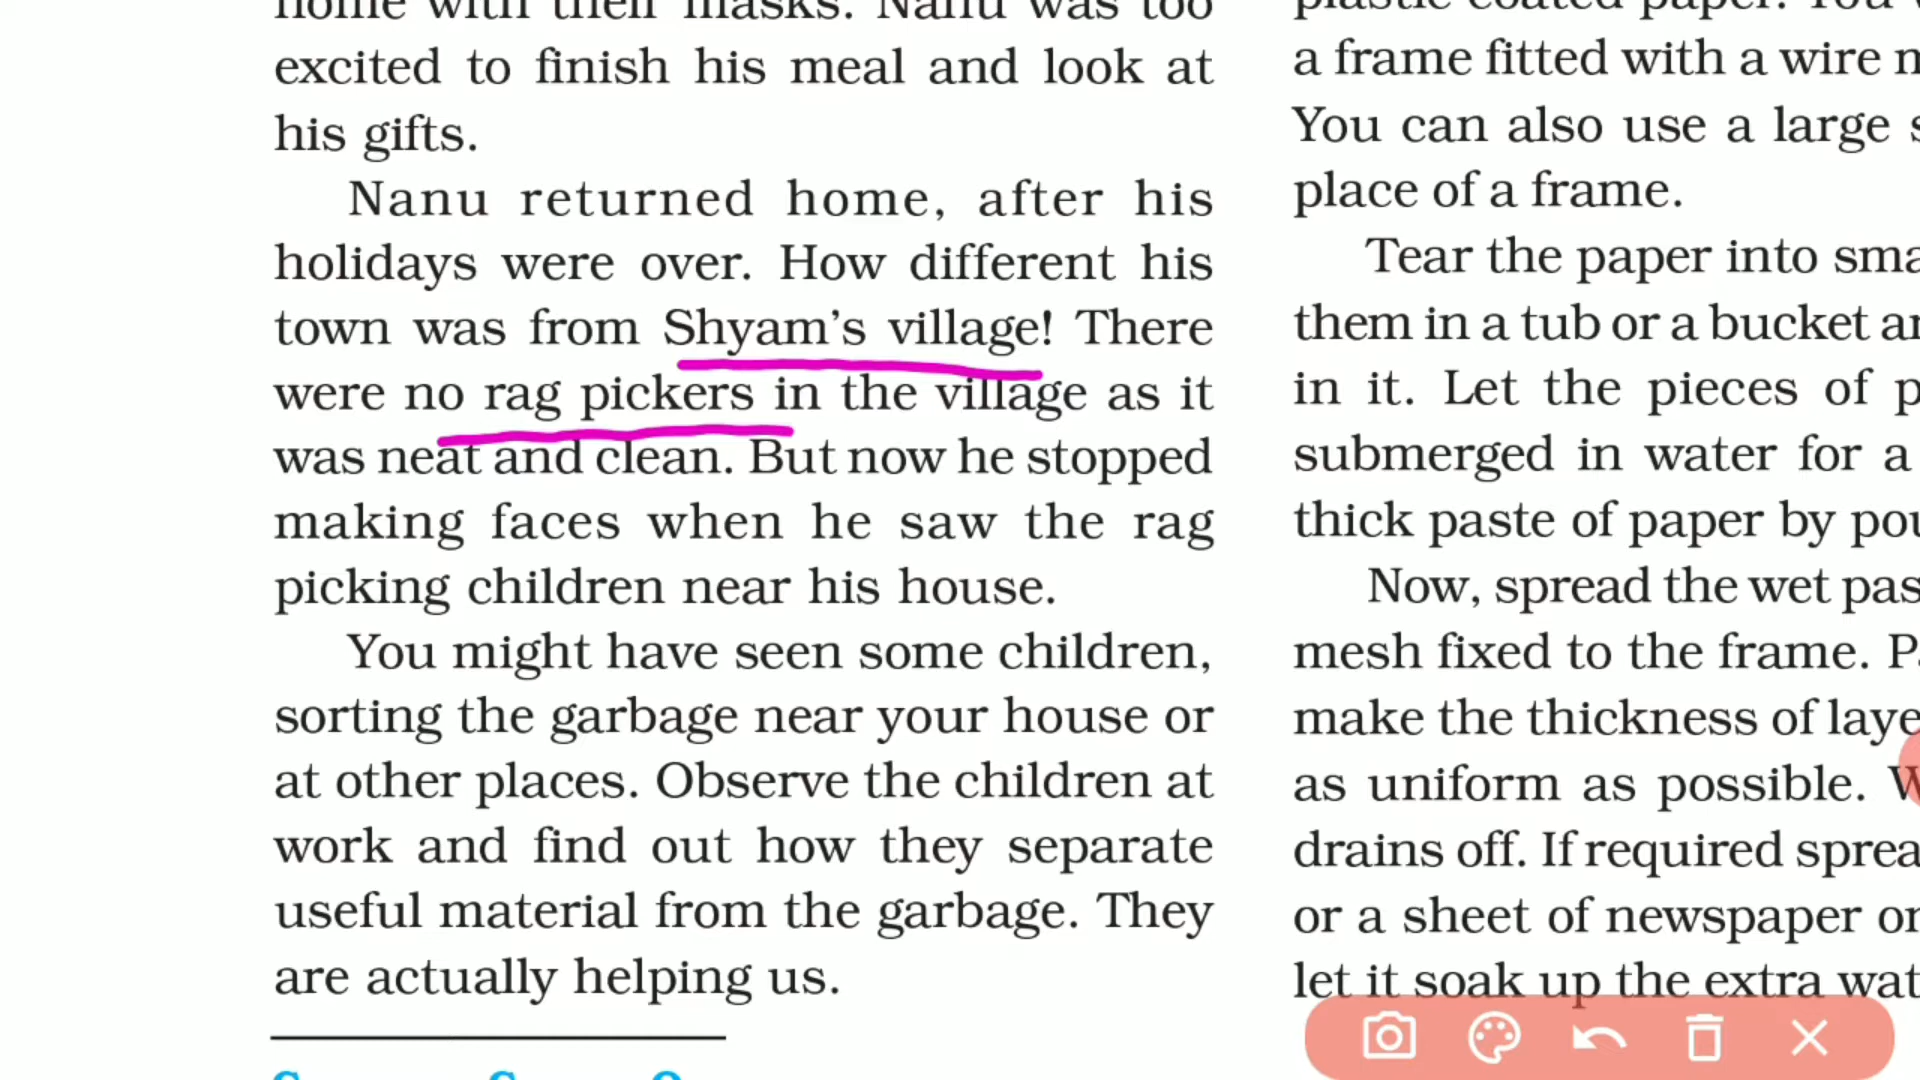 home with their masks. Nanu was too
excited to finish his meal and look at
his gifts.
Nanu returned home, after his
holidays were over. How different his
town was from Shyam's village! There
were no rag pickers in the village as it
was neat and clean. But now he stopped
making faces when he saw the rag
picking children near his house.
You might have seen some children,
sorting the garbage near your house or
at other places. Observe the children at
work and find out how they separate
useful material from the garbage. They
are actually helping us.
plastic coated paper. You
a frame fitted with a wire
You can also use a large
place of a frame.
Tear the paper into
them in a tub or a bucket
in it. Let the pieces of
submerged in water for a
thick paste of paper by
Now, spread the wet
mesh fixed to the frame.
make the thickness of
as uniform as possible.
drains off. If required
or a sheet of newspaper
let it soak up the extra